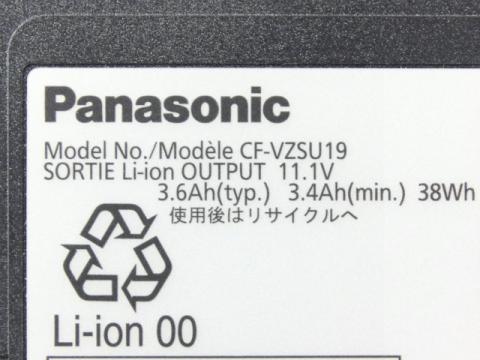 Panasonic
Model No./Modèle CF-VZSU19
SORTIE Li-ion OUTPUT 11.1V
3.6Ah(typ.) 3.4Ah(min.) 38Wh
使用後はリサイクルへ
Li-ion 00